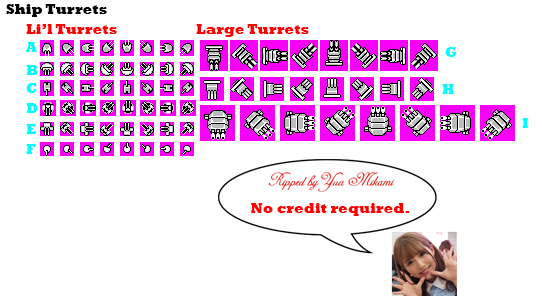 Ship Turrets
Li'l Turrets
Large Turrets
A
B
C
D
E
F
G
H
I
Ripped by Yua Mikami
No credit required.